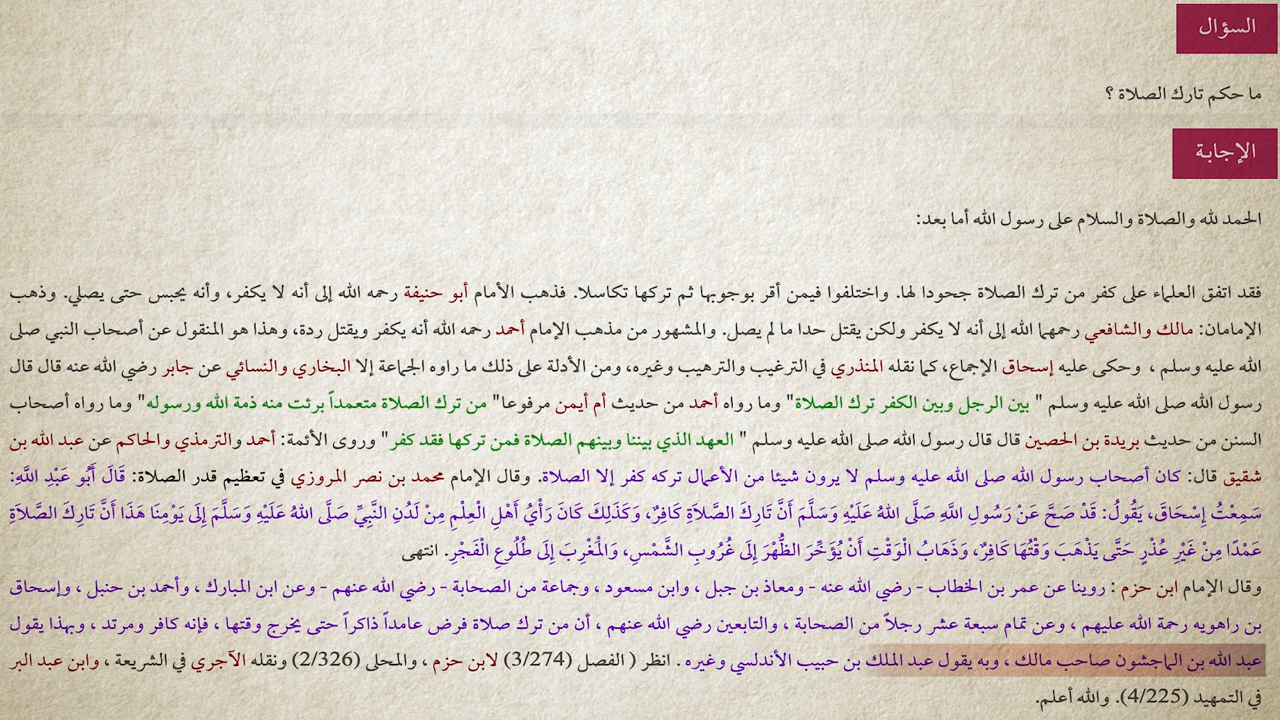 السؤال
ما حكم تارك الصلاة ؟
الإجابة
الحمد لله والصلاة والسلام على رسول الله أما بعد:
فقد اتفق العلماء على كفر من ترك الصلاة جحودا لها. واختلفوا فيمن أقر بوجوبها ثم تركها تكاسلا. فذهب الأمام أبو حنيفة رحمه الله إلى أنه لا يكفر، وأنه يحبس حتى يصلي. وذهب
الإمامان: مالك والشافعي رحمهما الله إلى أنه لا يكفر ولكن يقتل حدا ما لم يصل. والمشهور من مذهب الإمام أحمد رحمه الله أنه يكفر ويقتل ردة، وهذا هو المنقول عن أصحاب النبي صلى
الله عليه وسلم ، وحكى عليه إسحاق الإجماع، كما نقله المنذري في الترغيب والترهيب وغيره، ومن الأدلة على ذلك ما راوه الجماعة إلا البخاري والنسائي عن جابر رضي الله عنه قال قال
رسول الله صلى الله عليه وسلم " بين الرجل وبين الكفر ترك الصلاة" وما رواه أحمد من حديث أم أيمن مرفوعا" من ترك الصلاة متعمداً برئت منه ذمة الله ورسوله" وما رواه أصحاب
السنن من حديث بريدة بن الحصين قال قال رسول الله صلى الله عليه وسلم " العهد الذي بيننا وبينهم الصلاة فمن تركها فقد كفر" وروى الأئمة: أحمد والترمذي والحاكم عن عبد الله بن
شقيق قال: كان أصحاب رسول الله صلى الله عليه وسلم لا يرون شيئا من الأعمال تركه كفر إلا الصلاة. وقال الإمام محمد بن نصر المروزي في تعظيم قدر الصلاة: قَالَ أَبُو عَبْدِ اللَّهِ:
سَمِعْتُ إِسْحَاقَ، يَقُولُ: قَدْ صَحَّ عَنْ رَسُولِ اللَّهِ صَلَّى اللهُ عَلَيْهِ وَسَلَّمَ أَنَّ تَارِكَ الصَّلَاةِ كَافِرٌ، وَكَذَلِكَ كَانَ رَأْيُ أَهْلِ الْعِلْمِ مِنْ لَدُنِ النَّبِيِّ صَلَّى اللهُ عَلَيْهِ وَسَلَّمَ إِلَى يَوْمِنَا هَذَا أَنَّ تَارِكَ الصَّلَاةِ
عَمْدًا مِنْ غَيْرِ عُذْرٍ حَتَّى يَذْهَبَ وَقْتُهَا كَافِرٌ، وَذَهَابُ الْوَقْتِ أَنْ يُؤَخِّرَ الظُّهْرَ إِلَى غُرُوبِ الشَّمْسِ، وَالْمَغْرِبَ إِلَى طُلُوعِ الْفَجْرِ. انتهى
وقال الإمام ابن حزم : روينا عن عمر بن الخطاب - رضي الله عنه - ومعاذ بن جبل ، وابن مسعود ، وجماعة من الصحابة - رضي الله عنهم - وعن ابن المبارك ، وأحمد بن حنبل ، وإسحاق
بن راهويه رحمة الله عليهم ، وعن تمام سبعة عشر رجلاً من الصحابة ، والتابعين رضي الله عنهم ، أن من ترك صلاة فرض عامداً ذاكراً حتى يخرج وقتها ، فإنه كافر ومرتد ، وبهذا يقول
عبد الله بن الماجشون صاحب مالك ، وبه يقول عبد الملك بن حبيب الأندلسي وغيره . انظر ( الفصل (3/274) لابن حزم ، والمحلى (2/326) ونقله الآجري في الشريعة ، وابن عبد البر
في التمهيد (4/225). والله أعلم.